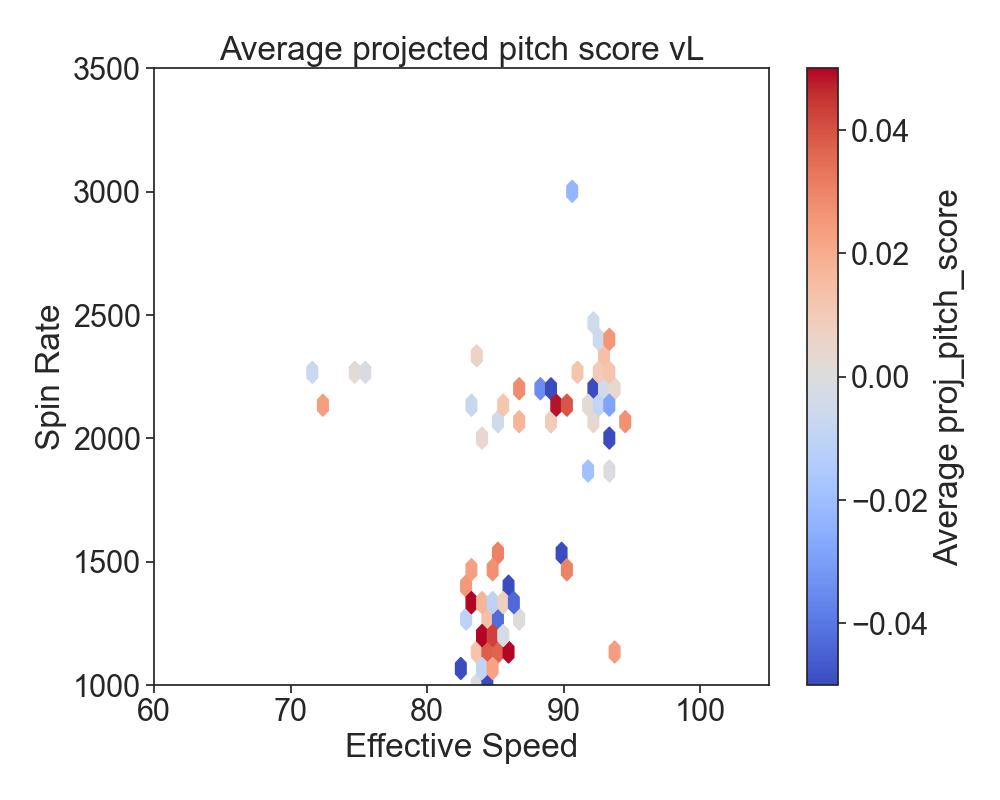 Average projected pitch score vL
3500
3000
2500
2000
1500
1000
Spin Rate
60 70 80 90 100
Effective Speed
0.04
0.02
0.00
−0.02
−0.04
Average proj_pitch_score